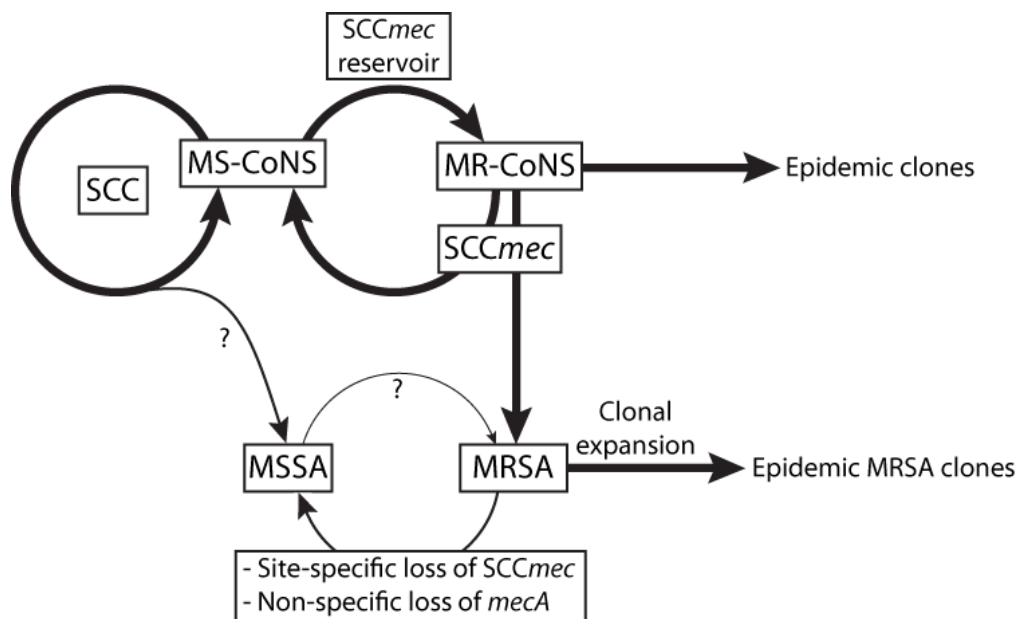 SCCmec
reservoir
MS-CoNS
MR-CoNS
Epidemic clones
SCC
SCCmec
?
?
Clonal
expansion
MSSA
MRSA
Epidemic MRSA clones
- Site-specific loss of SCCmec
- Non-specific loss of mecA